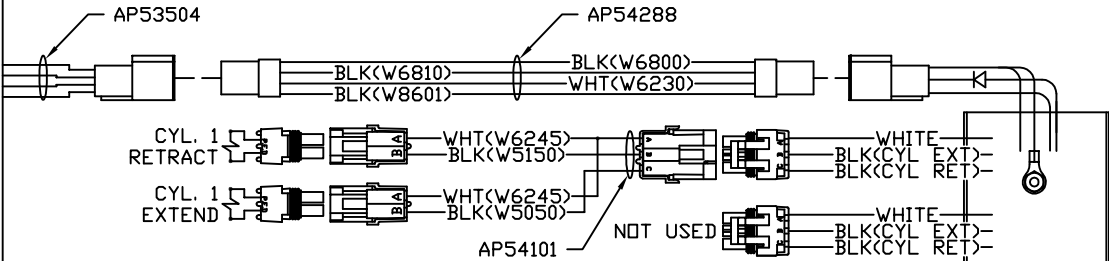 AP53504
AP54288
BLK(W6800)
BLK(W6810)
WHT(W6230)
BLK(W8601)
CYL. 1
RETRACT
A
B
WHT(W6245)
BLK(W5150)
A
B
C
WHITE
BLK(CYL EXT)
BLK(CYL RET)
CYL. 1
EXTEND
A
B
WHT(W6245)
BLK(W5050)
AP54101
NOT USED
WHITE
BLK(CYL EXT)
BLK(CYL RET)